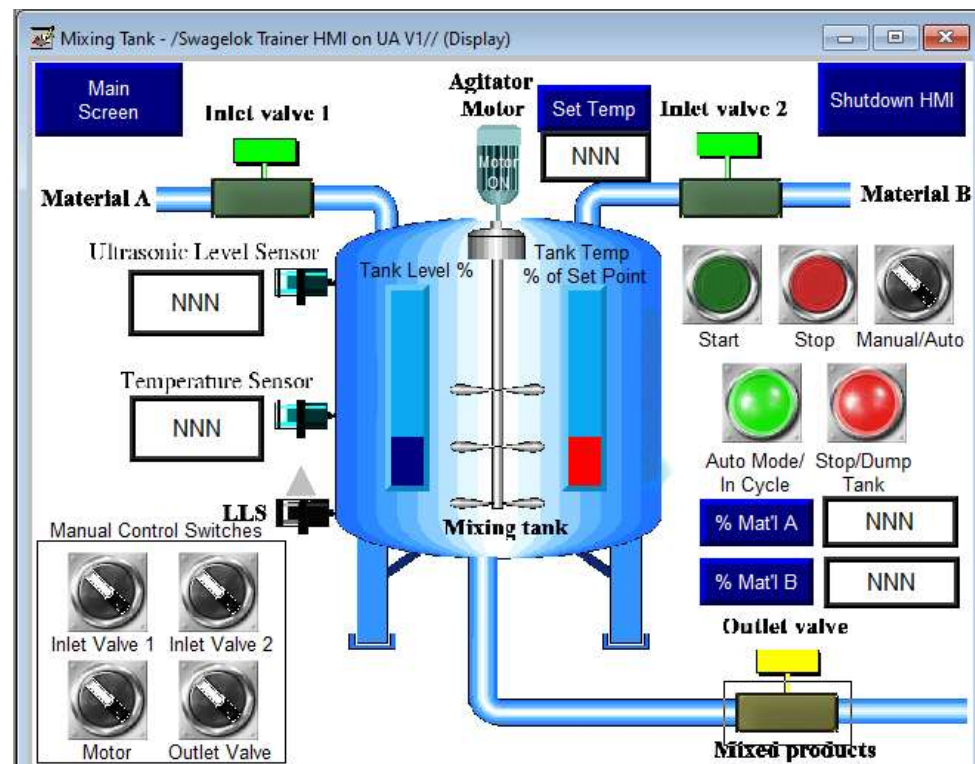 Mixing Tank - /Swagelok Trainer HMI on UA V1// (Display)
Main
Screen
Inlet valve 1
Agitator
Motor
Set Temp
NNN
Inlet valve 2
Shutdown HMI
Motor
ON
Material A
Material B
Ultrasonic Level Sensor
NNN
Tank Level %
Tank Temp
% of Set Point
Start
Stop
Manual/Auto
Temperature Sensor
NNN
Auto Mode/
In Cycle
Stop/Dump
Tank
LLS
Mixing tank
% Mat'l A
NNN
% Mat'l B
NNN
Manual Control Switches
Inlet Valve 1
Inlet Valve 2
Motor
Outlet Valve
Outlet valve
Mixed products